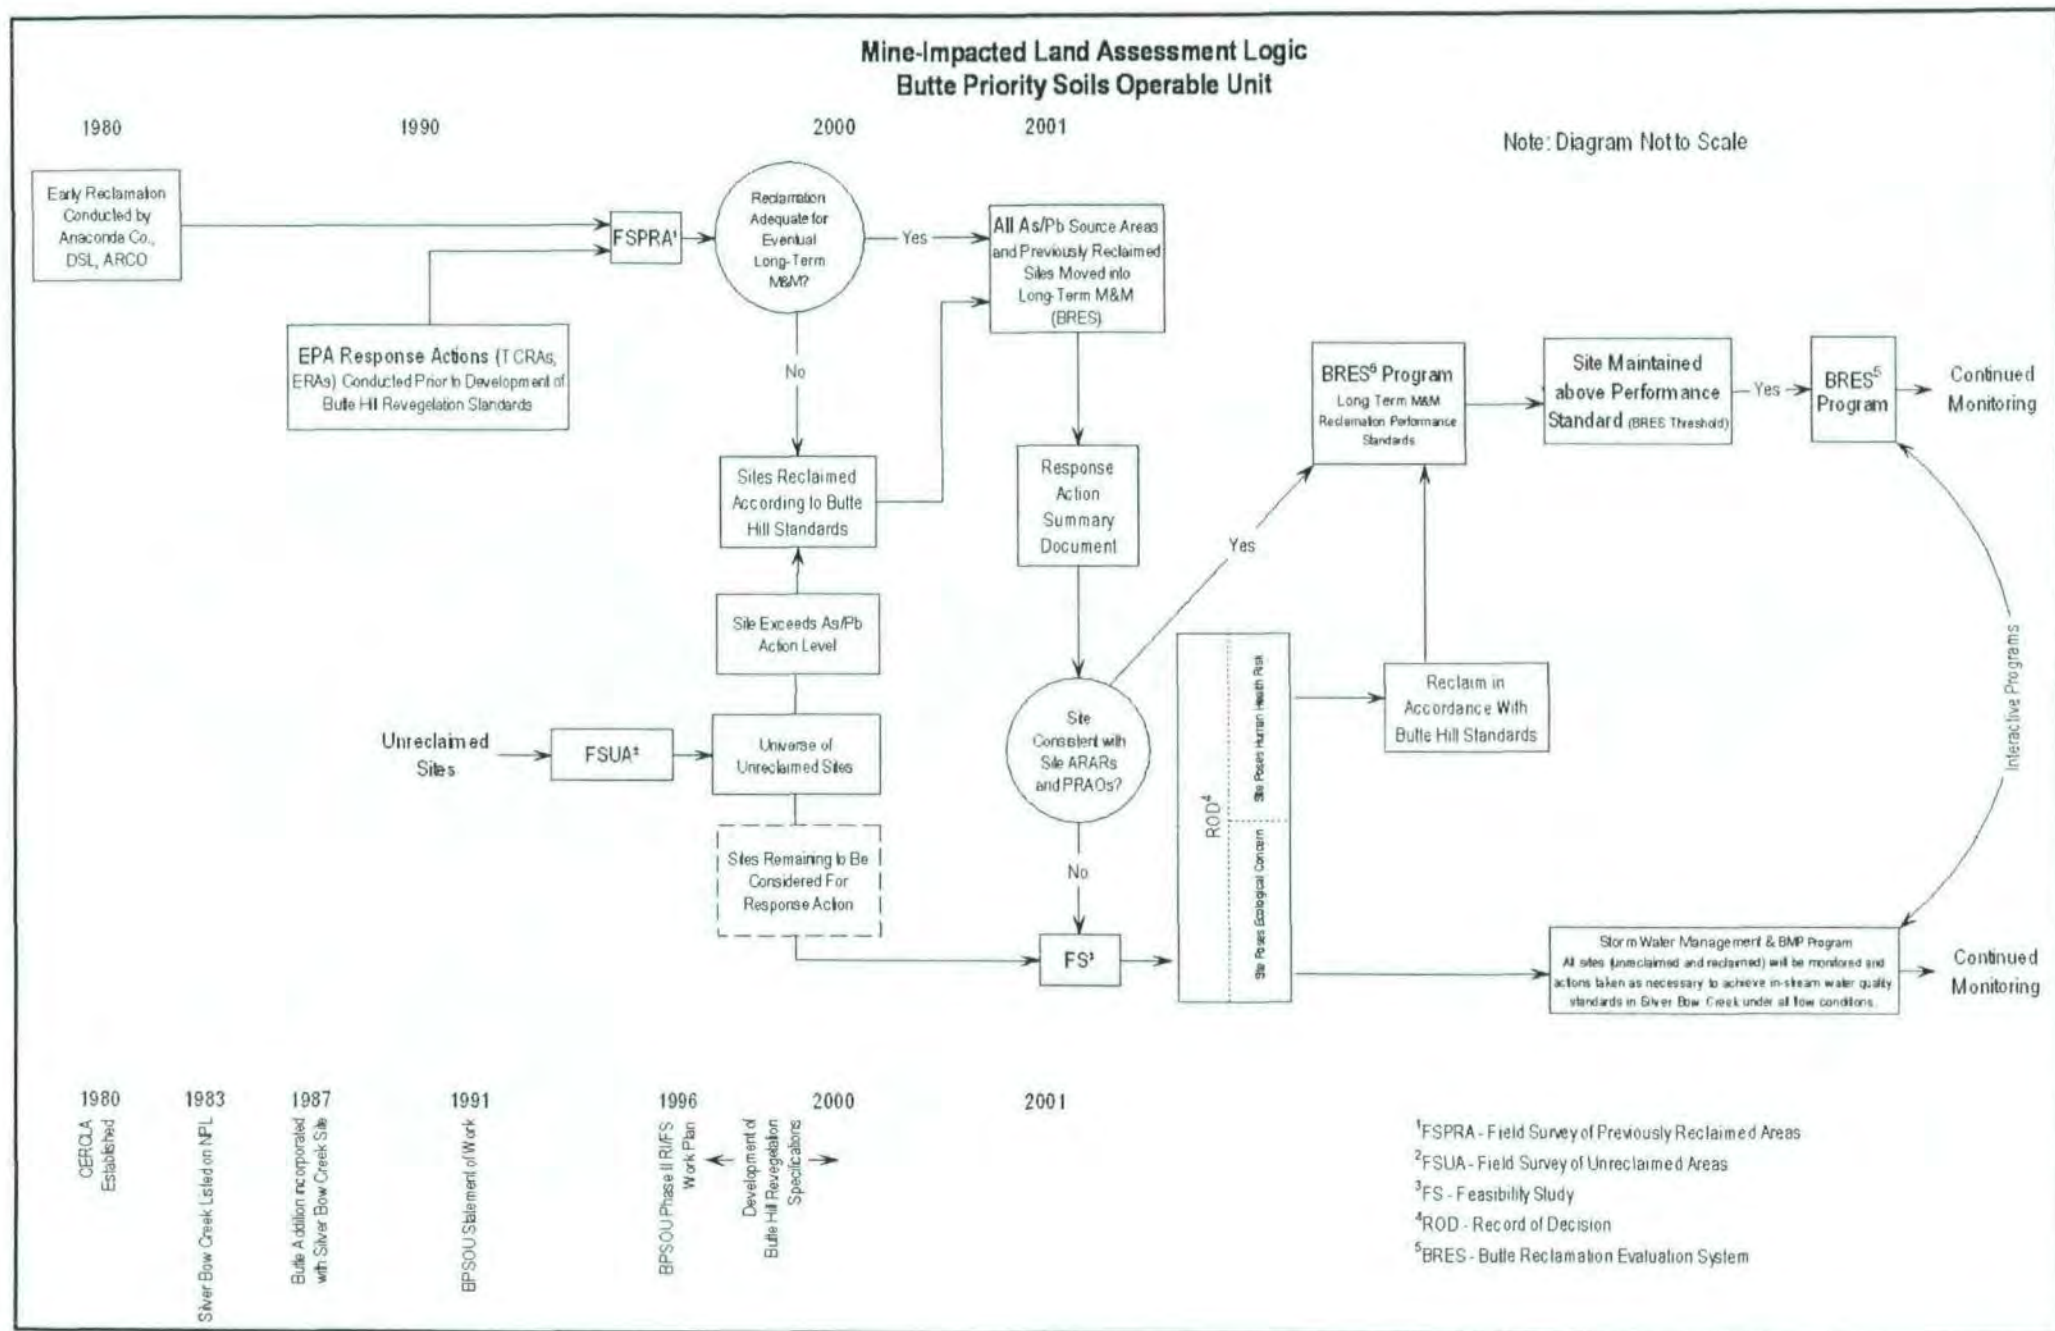 Mine-Impacted Land Assessment Logic
Butte Priority Soils Operable Unit
1980
1990
2000
2001
Note: Diagram Not to Scale
Early Reclamation
Conducted by
Anaconda Co.,
DSL, ARCO
FSPRA¹
Reclamation
Adequate for
Eventual
Long-Term
M&M?
Yes
No
All As/Pb Source Areas
and Previously Reclaimed
Sites Moved into
Long-Term M&M
(BRES)
EPA Response Actions (TCRAs,
ERAs) Conducted Prior to Development of
Butte Hill Revegetation Standards
Sites Reclaimed
According to Butte
Hill Standards
Response
Action
Summary
Document
BRES⁵ Program
Long Term M&M
Reclamation Performance
Standards
Site Maintained
above Performance
Standard (BRES Threshold)
Yes
BRES⁵
Program
Continued
Monitoring
Yes
Site Exceeds As/Pb
Action Level
Unreclaimed
Sites
FSUA²
Universe of
Unreclaimed Sites
Site
Consistent with
Site ARARs
and PRAOs?
No
ROD⁴
Site Poses Human Health Risk
Site Poses Ecological Concern
Reclaim in
Accordance With
Butte Hill Standards
Interactive Programs
Sites Remaining to Be
Considered For
Response Action
FS³
Storm Water Management & BMP Program
All sites (unreclaimed and reclaimed) will be monitored and
actions taken as necessary to achieve in-stream water quality
standards in Silver Bow Creek under all flow conditions.
Continued
Monitoring
1980
1983
1987
1991
1996
2000
2001
CERCLA
Established
Silver Bow Creek Listed on NPL
Butte Addition incorporated
with Silver Bow Creek Site
BPSOU Statement of Work
BPSOU Phase II RI/FS
Work Plan
Development of
Butte Hill Revegetation
Specifications
¹FSPRA - Field Survey of Previously Reclaimed Areas
²FSUA - Field Survey of Unreclaimed Areas
³FS - Feasibility Study
⁴ROD - Record of Decision
⁵BRES - Butte Reclamation Evaluation System